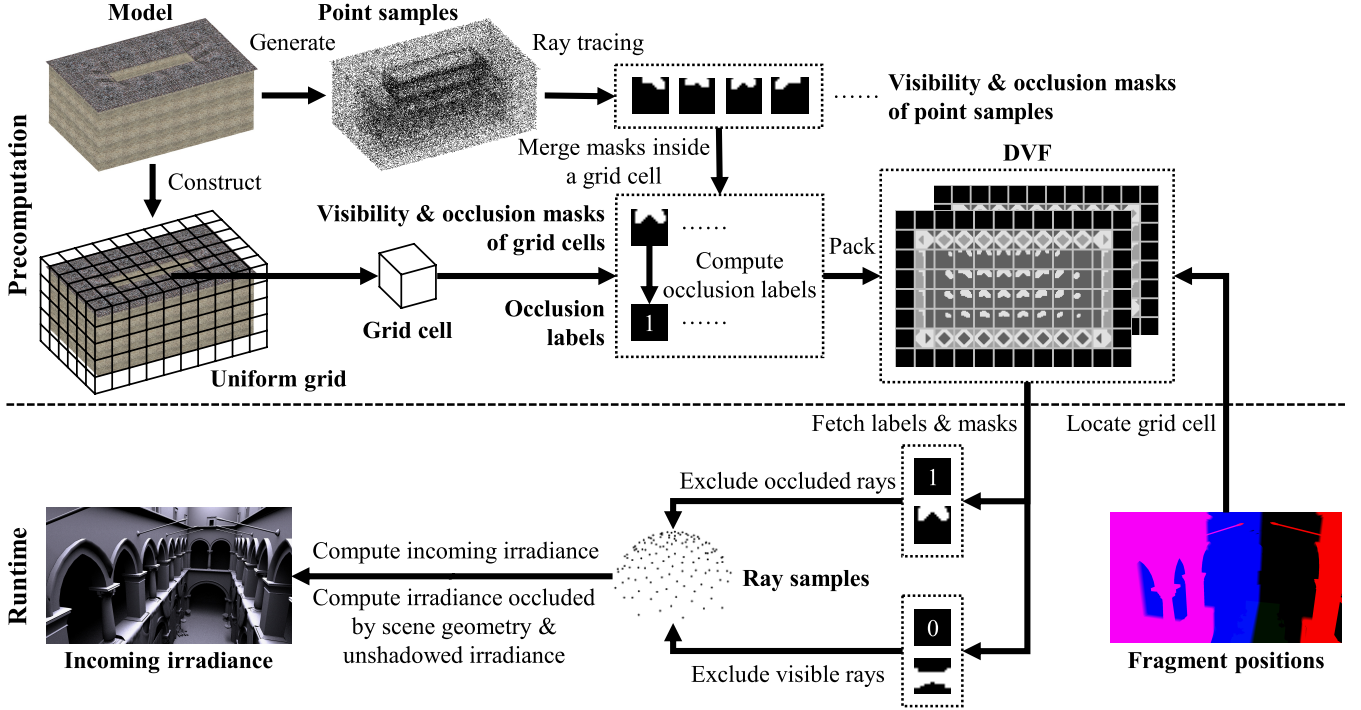 Model
Point samples
Generate
Ray tracing
Visibility & occlusion masks
of point samples
Precomputation
Construct
Merge masks inside
a grid cell
DVF
Visibility & occlusion masks
of grid cells
Pack
Compute
occlusion labels
Grid cell
Occlusion
labels
1
Uniform grid
Fetch labels & masks
Locate grid cell
Runtime
Exclude occluded rays
1
Compute incoming irradiance
Ray samples
Compute irradiance occluded
by scene geometry &
unshadowed irradiance
0
Exclude visible rays
Incoming irradiance
Fragment positions